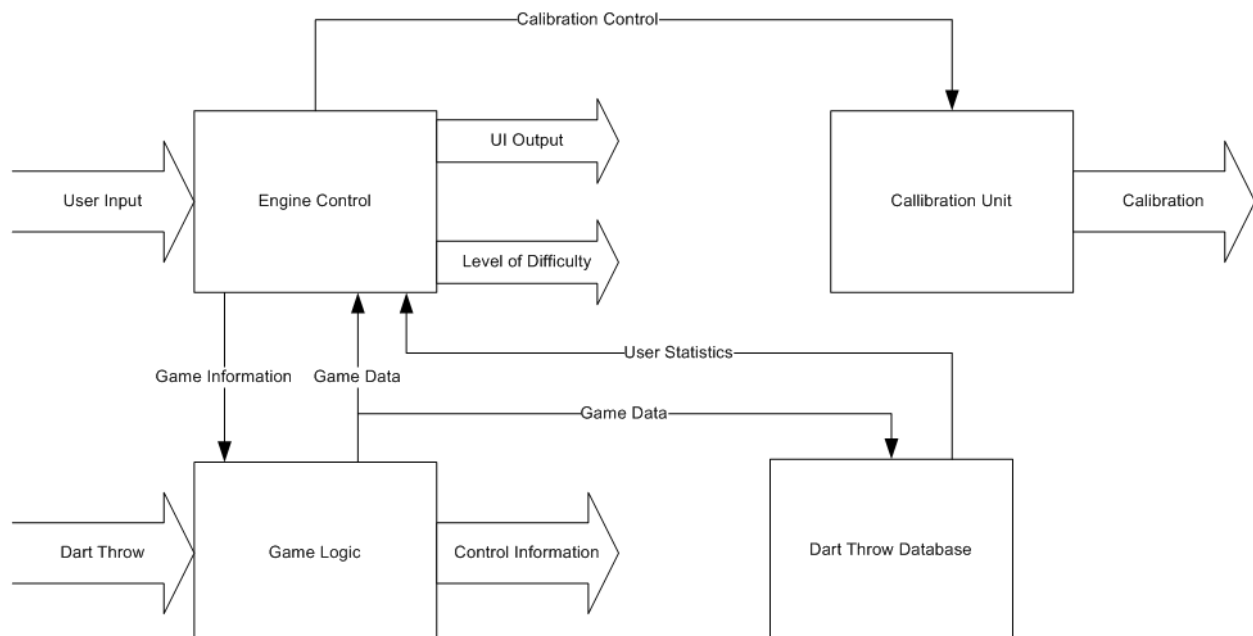 Calibration Control
UI Output
User Input
Engine Control
Callibration Unit
Calibration
Level of Difficulty
User Statistics
Game Information
Game Data
Game Data
Dart Throw
Game Logic
Control Information
Dart Throw Database